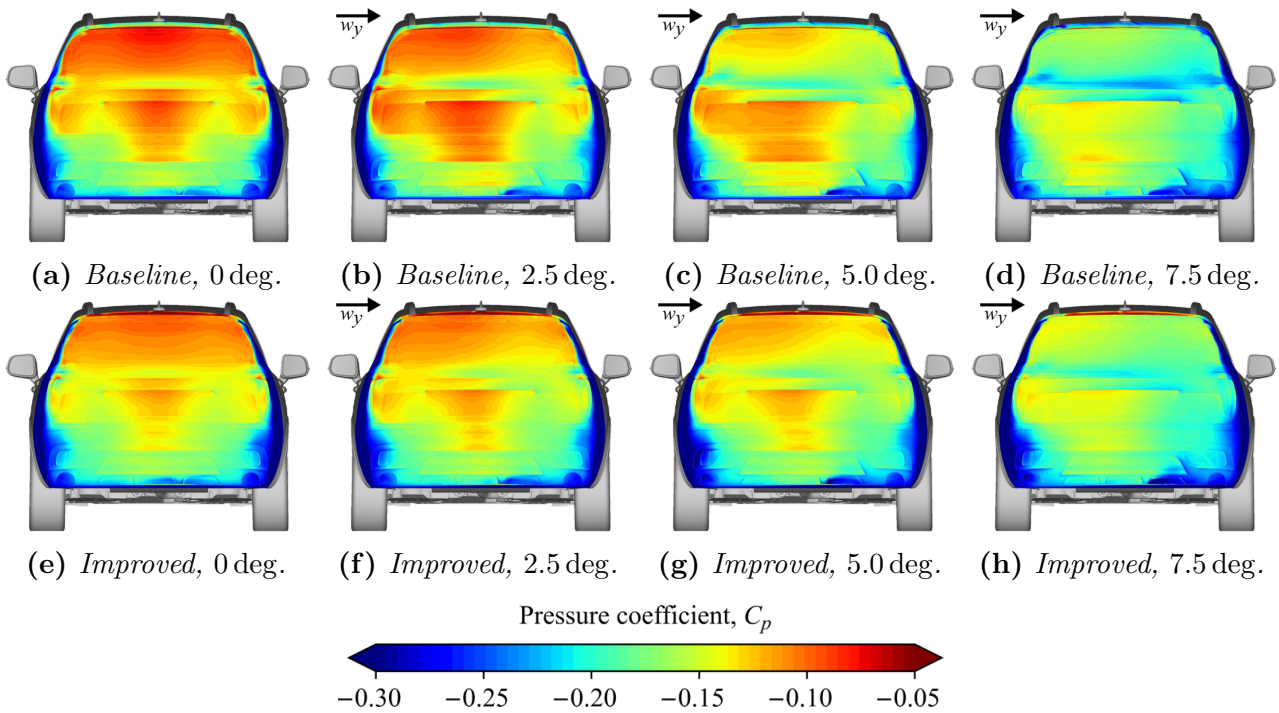 w_y w_y w_y
(a) Baseline, 0 deg. (b) Baseline, 2.5 deg. (c) Baseline, 5.0 deg. (d) Baseline, 7.5 deg.
w_y w_y w_y
(e) Improved, 0 deg. (f) Improved, 2.5 deg. (g) Improved, 5.0 deg. (h) Improved, 7.5 deg.
Pressure coefficient, C_p
−0.30 −0.25 −0.20 −0.15 −0.10 −0.05